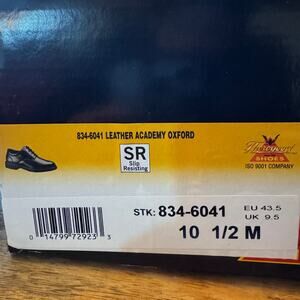 834-6041 LEATHER ACADEMY OXFORD
SR
Slip
Resisting
Thorogood
SHOES
ISO 9001 COMPANY
STK: 834-6041
EU 43.5
UK 9.5
10 1/2 M
0 14799 72923 3